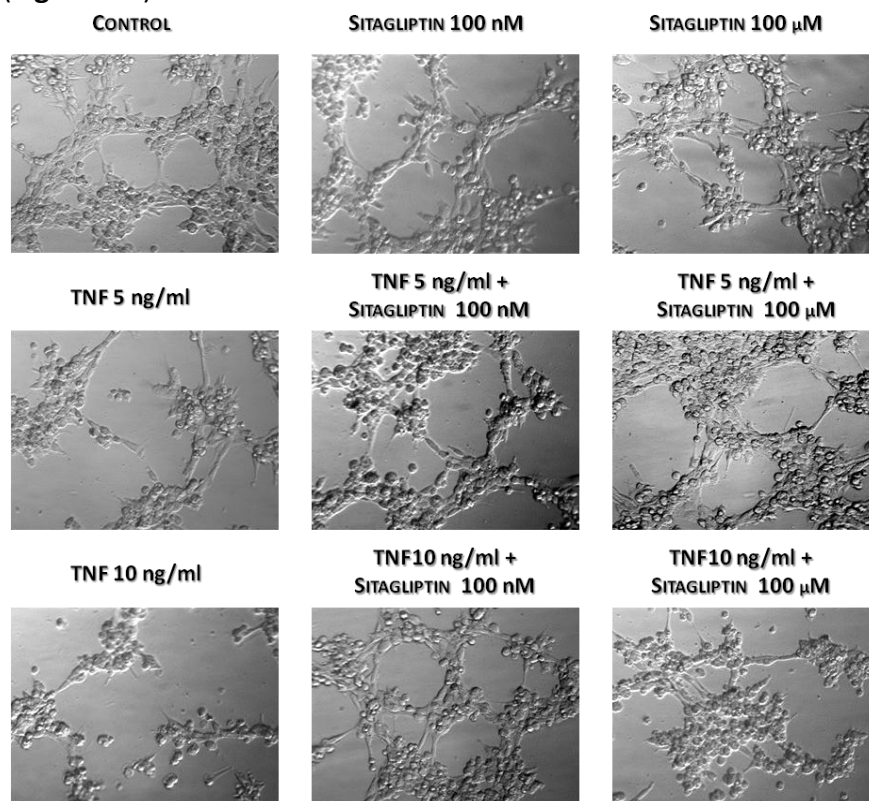 CONTROL
SITAGLIPTIN 100 nM
SITAGLIPTIN 100 µM
TNF 5 ng/ml
TNF 5 ng/ml +
SITAGLIPTIN 100 nM
TNF 5 ng/ml +
SITAGLIPTIN 100 µM
TNF 10 ng/ml
TNF10 ng/ml +
SITAGLIPTIN 100 nM
TNF10 ng/ml +
SITAGLIPTIN 100 µM